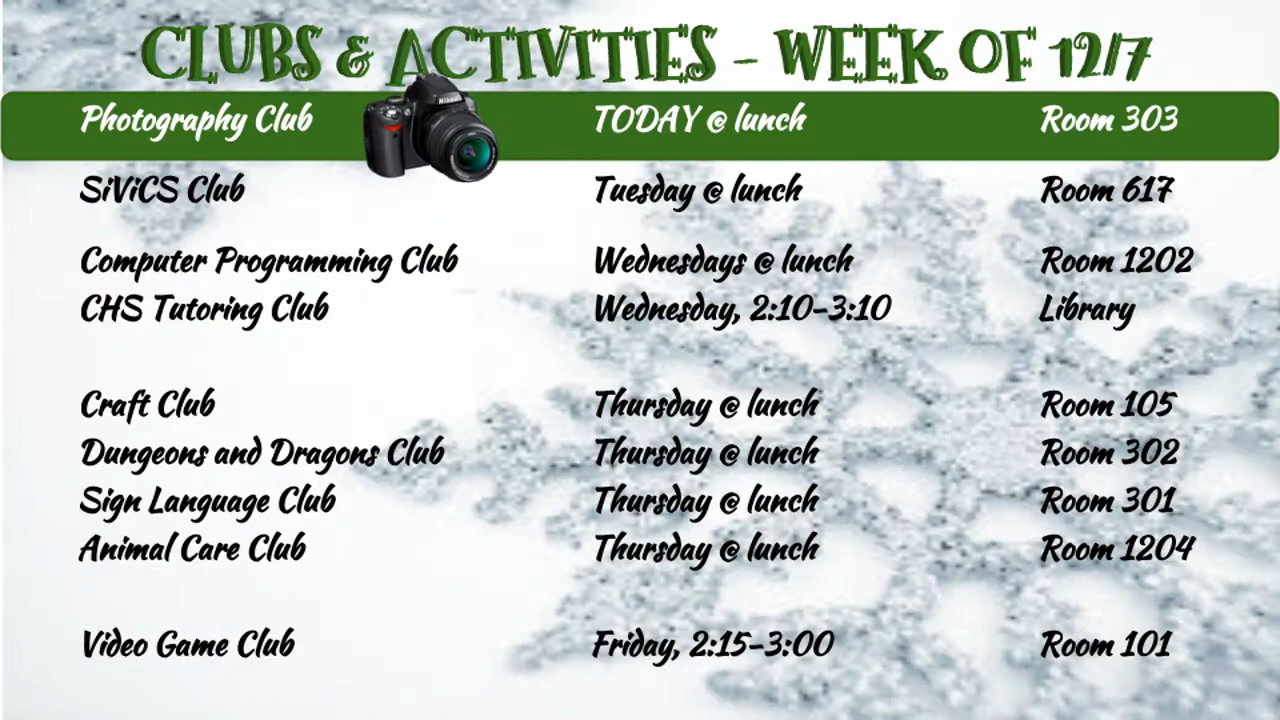 CLUBS & ACTIVITIES - WEEK OF 12/7
Photography Club TODAY @ lunch Room 303
Nikon
SiViCS Club Tuesday @ lunch Room 617
Computer Programming Club Wednesdays @ lunch Room 1202
CHS Tutoring Club Wednesday, 2:10-3:10 Library
Craft Club Thursday @ lunch Room 105
Dungeons and Dragons Club Thursday @ lunch Room 302
Sign Language Club Thursday @ lunch Room 301
Animal Care Club Thursday @ lunch Room 1204
Video Game Club Friday, 2:15-3:00 Room 101